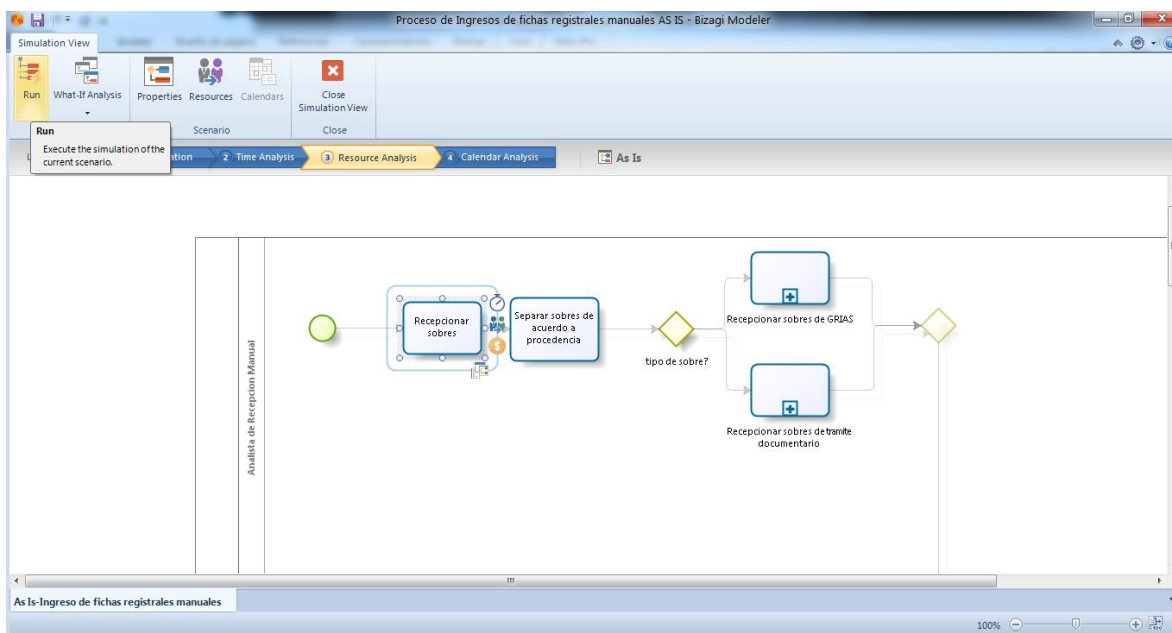 Proceso de Ingresos de fichas registrales manuales AS IS - Bizagi Modeler
Simulation View
Run
What-If Analysis
Properties
Resources
Calendars
Close
Simulation View
Scenario
Close
Run
Execute the simulation of the
current scenario.
ation
2 Time Analysis
3 Resource Analysis
4 Calendar Analysis
As Is
Analista de Recepcion Manual
Recepcionar
sobres
Separar sobres de
acuerdo a
procedencia
tipo de sobre?
Recepcionar sobres de GRIAS
Recepcionar sobres de tramite
documentario
As Is-Ingreso de fichas registrales manuales
100%